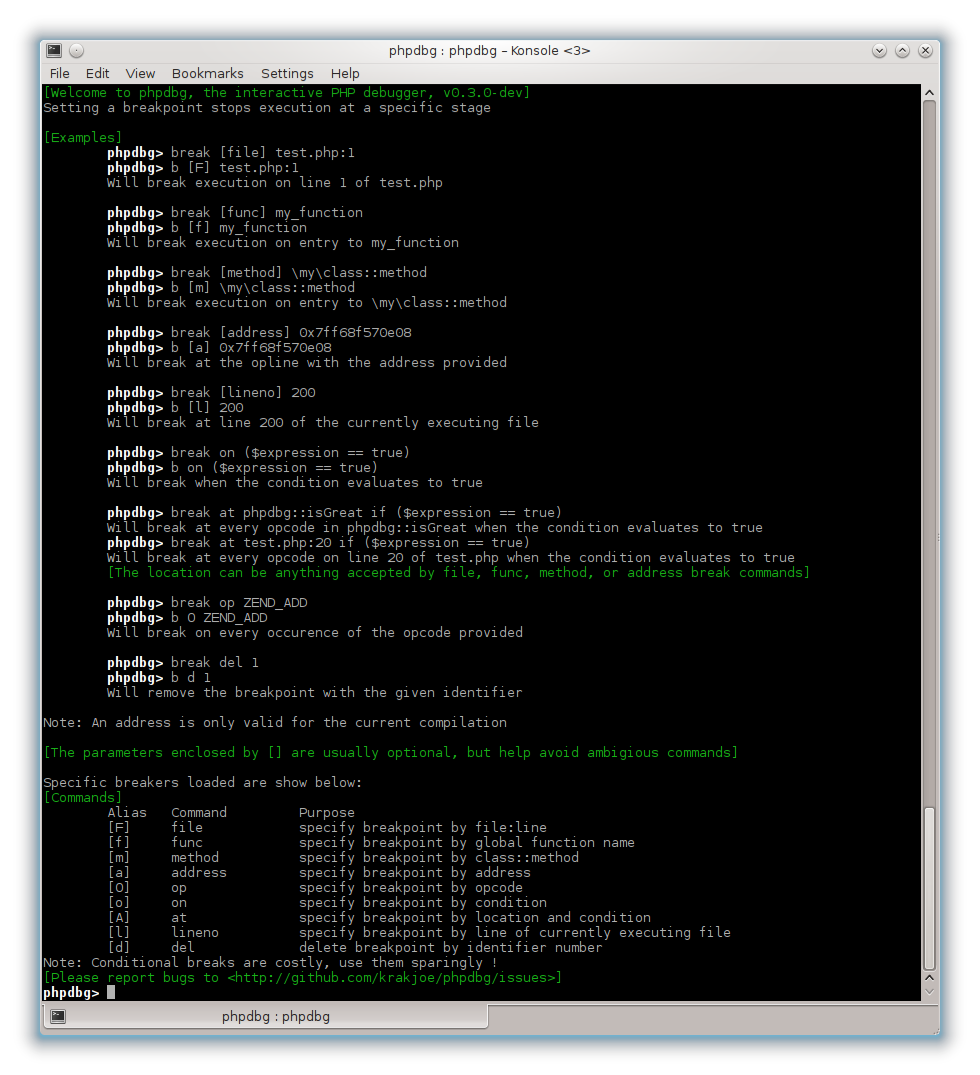 phpdbg : phpdbg – Konsole <3>
File Edit View Bookmarks Settings Help
[Welcome to phpdbg, the interactive PHP debugger, v0.3.0-dev]
Setting a breakpoint stops execution at a specific stage
[Examples]
phpdbg> break [file] test.php:1
phpdbg> b [F] test.php:1
Will break execution on line 1 of test.php
phpdbg> break [func] my_function
phpdbg> b [f] my_function
Will break execution on entry to my_function
phpdbg> break [method] \my\class::method
phpdbg> b [m] \my\class::method
Will break execution on entry to \my\class::method
phpdbg> break [address] 0x7ff68f570e08
phpdbg> b [a] 0x7ff68f570e08
Will break at the opline with the address provided
phpdbg> break [lineno] 200
phpdbg> b [l] 200
Will break at line 200 of the currently executing file
phpdbg> break on ($expression == true)
phpdbg> b on ($expression == true)
Will break when the condition evaluates to true
phpdbg> break at phpdbg::isGreat if ($expression == true)
Will break at every opcode in phpdbg::isGreat when the condition evaluates to true
phpdbg> break at test.php:20 if ($expression == true)
Will break at every opcode on line 20 of test.php when the condition evaluates to true
[The location can be anything accepted by file, func, method, or address break commands]
phpdbg> break op ZEND_ADD
phpdbg> b O ZEND_ADD
Will break on every occurence of the opcode provided
phpdbg> break del 1
phpdbg> b d 1
Will remove the breakpoint with the given identifier
Note: An address is only valid for the current compilation
[The parameters enclosed by [] are usually optional, but help avoid ambigious commands]
Specific breakers loaded are show below:
[Commands]
Alias Command Purpose
[F] file specify breakpoint by file:line
[f] func specify breakpoint by global function name
[m] method specify breakpoint by class::method
[a] address specify breakpoint by address
[O] op specify breakpoint by opcode
[o] on specify breakpoint by condition
[A] at specify breakpoint by location and condition
[l] lineno specify breakpoint by line of currently executing file
[d] del delete breakpoint by identifier number
Note: Conditional breaks are costly, use them sparingly !
[Please report bugs to <http://github.com/krakjoe/phpdbg/issues>]
phpdbg>
phpdbg : phpdbg